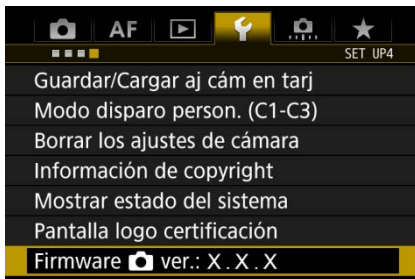 AF
SET UP4
Guardar/Cargar aj cám en tarj
Modo disparo person. (C1-C3)
Borrar los ajustes de cámara
Información de copyright
Mostrar estado del sistema
Pantalla logo certificación
Firmware ver.: X.X.X